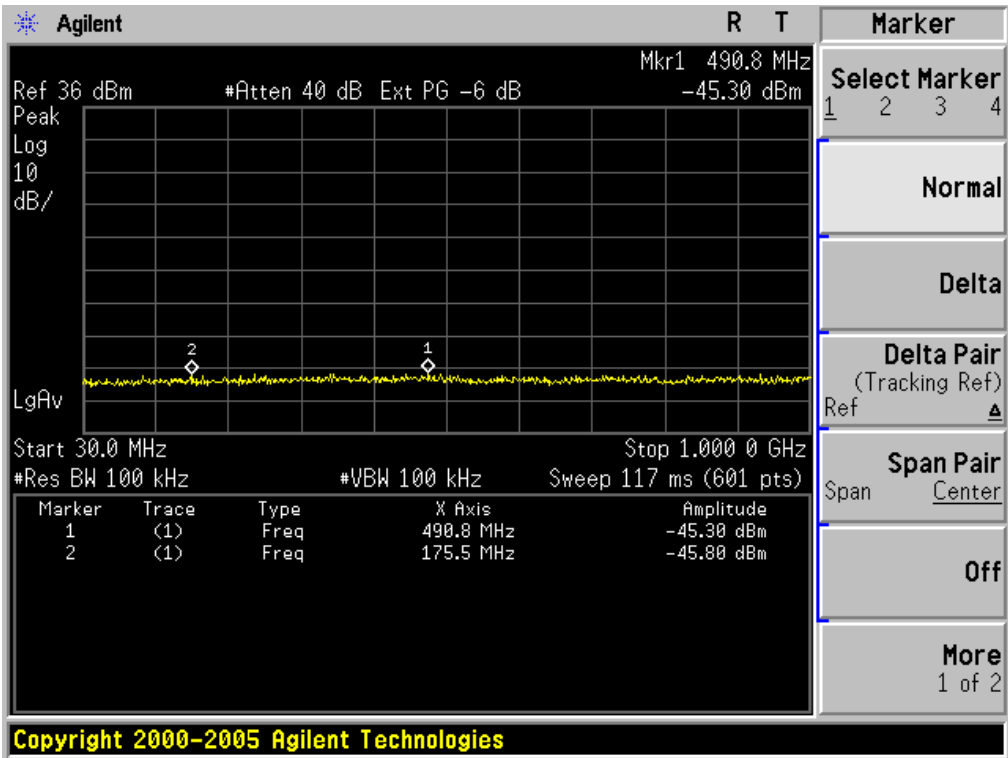 Agilent
R T
Mkr1 490.8 MHz
Ref 36 dBm #Atten 40 dB Ext PG -6 dB -45.30 dBm
Peak
Log
10
dB/
2
1
LgAv
Start 30.0 MHz Stop 1.000 0 GHz
#Res BW 100 kHz #VBW 100 kHz Sweep 117 ms (601 pts)
Marker Trace Type X Axis Amplitude
1 (1) Freq 490.8 MHz -45.30 dBm
2 (1) Freq 175.5 MHz -45.80 dBm
Marker
Select Marker
1 2 3 4
Normal
Delta
Delta Pair
(Tracking Ref)
Ref Δ
Span Pair
Span Center
Off
More
1 of 2
Copyright 2000-2005 Agilent Technologies